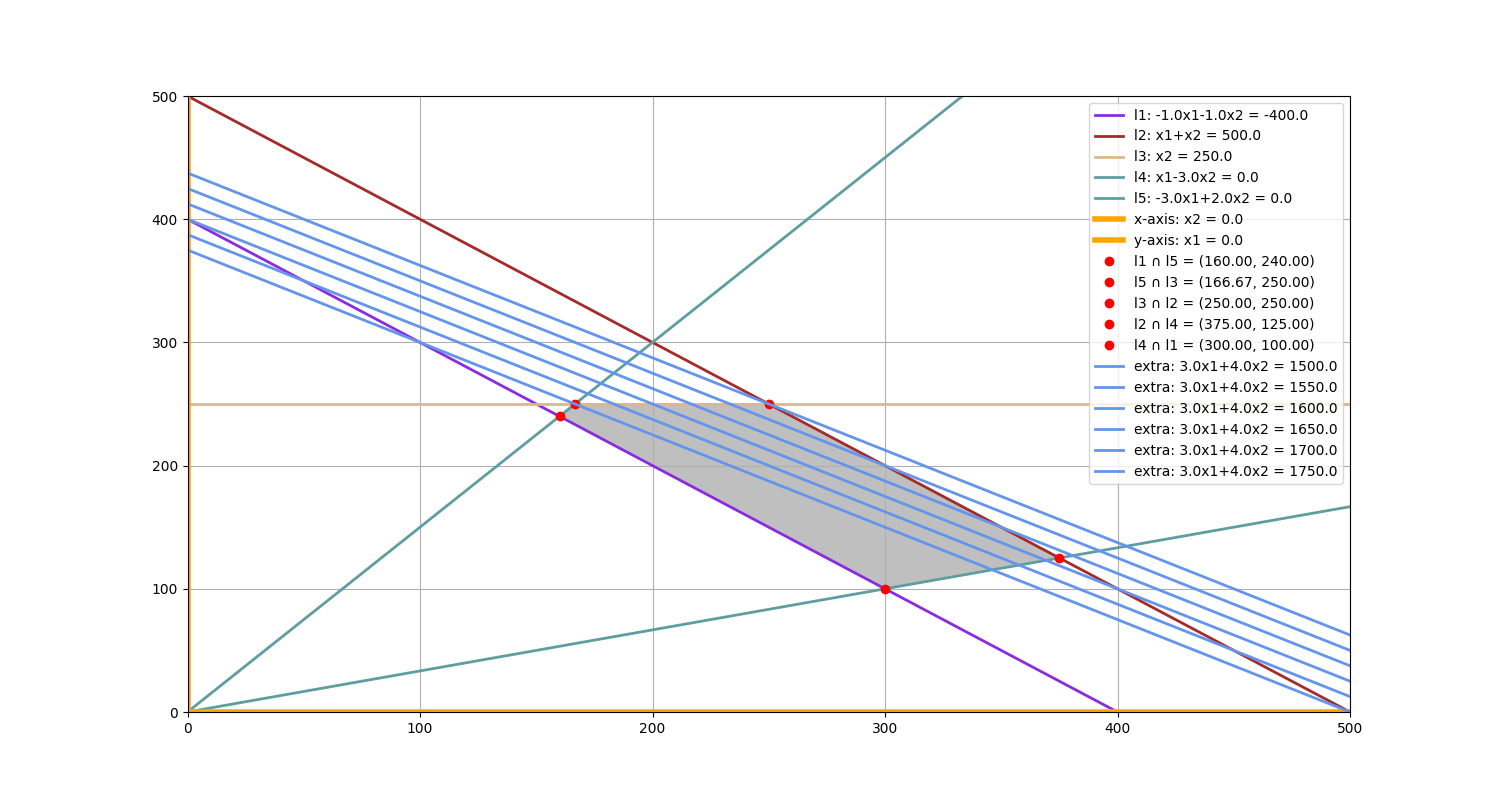 500
400
300
200
100
0
0 100 200 300 400 500
l1: -1.0x1-1.0x2 = -400.0
l2: x1+x2 = 500.0
l3: x2 = 250.0
l4: x1-3.0x2 = 0.0
l5: -3.0x1+2.0x2 = 0.0
x-axis: x2 = 0.0
y-axis: x1 = 0.0
l1 ∩ l5 = (160.00, 240.00)
l5 ∩ l3 = (166.67, 250.00)
l3 ∩ l2 = (250.00, 250.00)
l2 ∩ l4 = (375.00, 125.00)
l4 ∩ l1 = (300.00, 100.00)
extra: 3.0x1+4.0x2 = 1500.0
extra: 3.0x1+4.0x2 = 1550.0
extra: 3.0x1+4.0x2 = 1600.0
extra: 3.0x1+4.0x2 = 1650.0
extra: 3.0x1+4.0x2 = 1700.0
extra: 3.0x1+4.0x2 = 1750.0